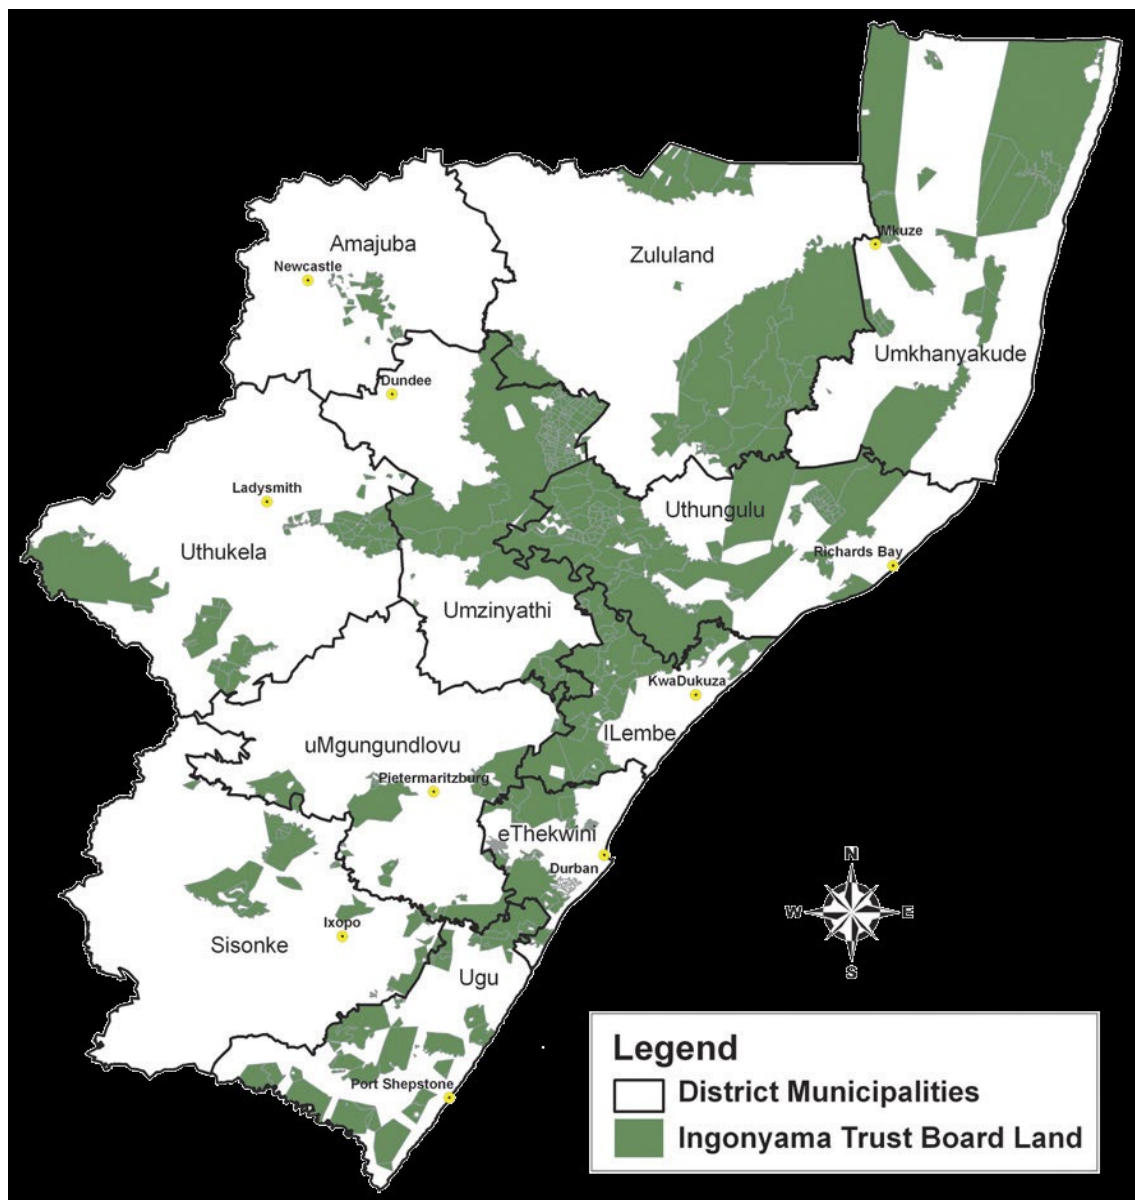 Mkuze
Amajuba
Zululand
Newcastle
Umkhanyakude
Dundee
Ladysmith
Uthungulu
Uthukela
Richards Bay
Umzinyathi
KwaDukuza
ILembe
uMgungundlovu
Pietermaritzburg
eThekwini
Durban
N
W
E
S
Ixopo
Sisonke
Ugu
Port Shepstone
Legend
District Municipalities
Ingonyama Trust Board Land